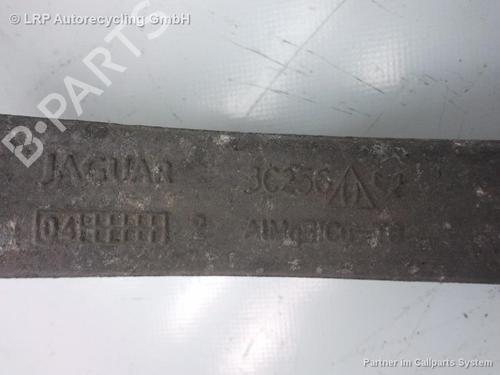 © LRP Autorecycling GmbH
B-Parts
JAGUAR JC256
04 2
Partner im Callparts System